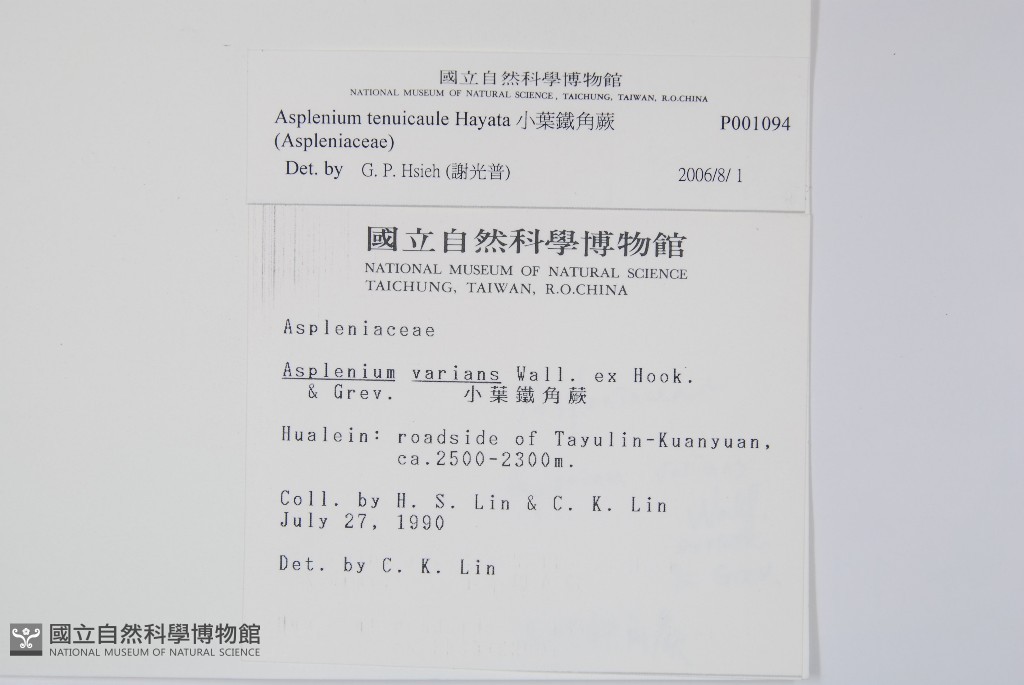 國立自然科學博物館
NATIONAL MUSEUM OF NATURAL SCIENCE, TAICHUNG, TAIWAN, R.O.CHINA
Asplenium tenuicaule Hayata 小葉鐵角蕨 P001094
(Aspleniaceae)
Det. by G. P. Hsieh (謝光普) 2006/8/ 1
國立自然科學博物館
NATIONAL MUSEUM OF NATURAL SCIENCE
TAICHUNG, TAIWAN, R.O.CHINA
Aspleniaceae
Asplenium varians Wall. ex Hook.
& Grev. 小葉鐵角蕨
Hualein: roadside of Tayulin-Kuanyuan,
ca.2500-2300m.
Coll. by H. S. Lin & C. K. Lin
July 27, 1990
Det. by C. K. Lin
國立自然科學博物館
NATIONAL MUSEUM OF NATURAL SCIENCE